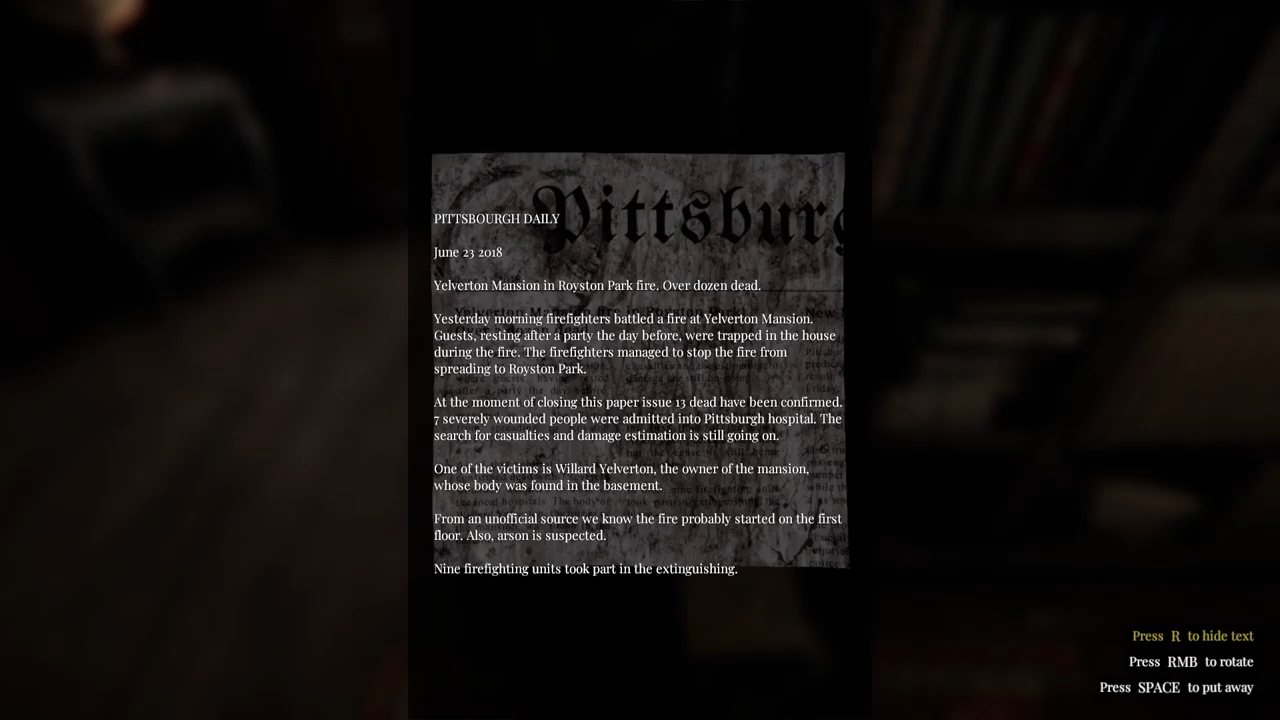 Pittsburg
PITTSBOURGH DAILY
June 23 2018
Yelverton Mansion in Royston Park fire. Over dozen dead.
Yesterday morning firefighters battled a fire at Yelverton Mansion.
Guests, resting after a party the day before, were trapped in the house
during the fire. The firefighters managed to stop the fire from
spreading to Royston Park.
At the moment of closing this paper issue 13 dead have been confirmed.
7 severely wounded people were admitted into Pittsburgh hospital. The
search for casualties and damage estimation is still going on.
One of the victims is Willard Yelverton, the owner of the mansion,
whose body was found in the basement.
From an unofficial source we know the fire probably started on the first
floor. Also, arson is suspected.
Nine firefighting units took part in the extinguishing.
Press R to hide text
Press RMB to rotate
Press SPACE to put away